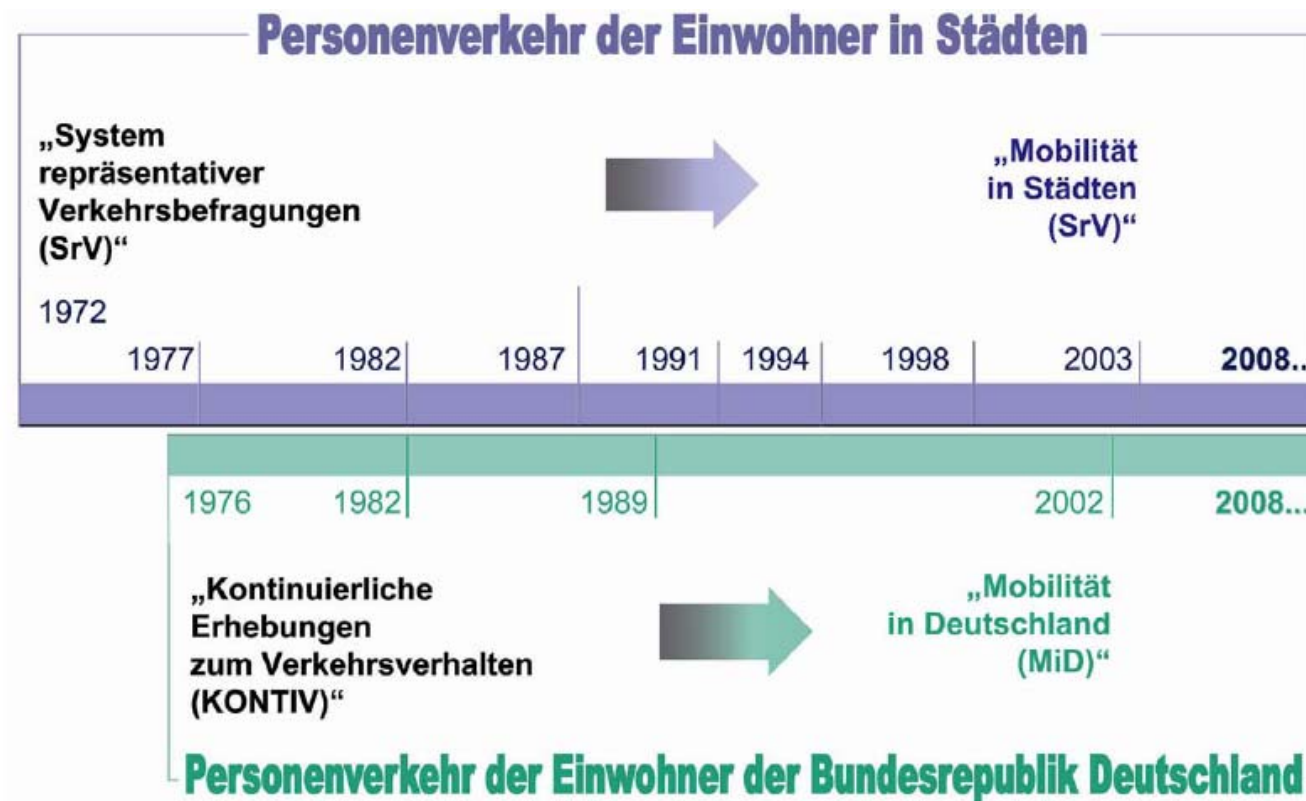 Personenverkehr der Einwohner in Städten
„System
repräsentativer
Verkehrsbefragungen
(SrV)“
„Mobilität
in Städten
(SrV)“
1972
1977 1982 1987 1991 1994 1998 2003 2008...
1976 1982 1989 2002 2008...
„Kontinuierliche
Erhebungen
zum Verkehrsverhalten
(KONTIV)“
„Mobilität
in Deutschland
(MiD)“
Personenverkehr der Einwohner der Bundesrepublik Deutschland